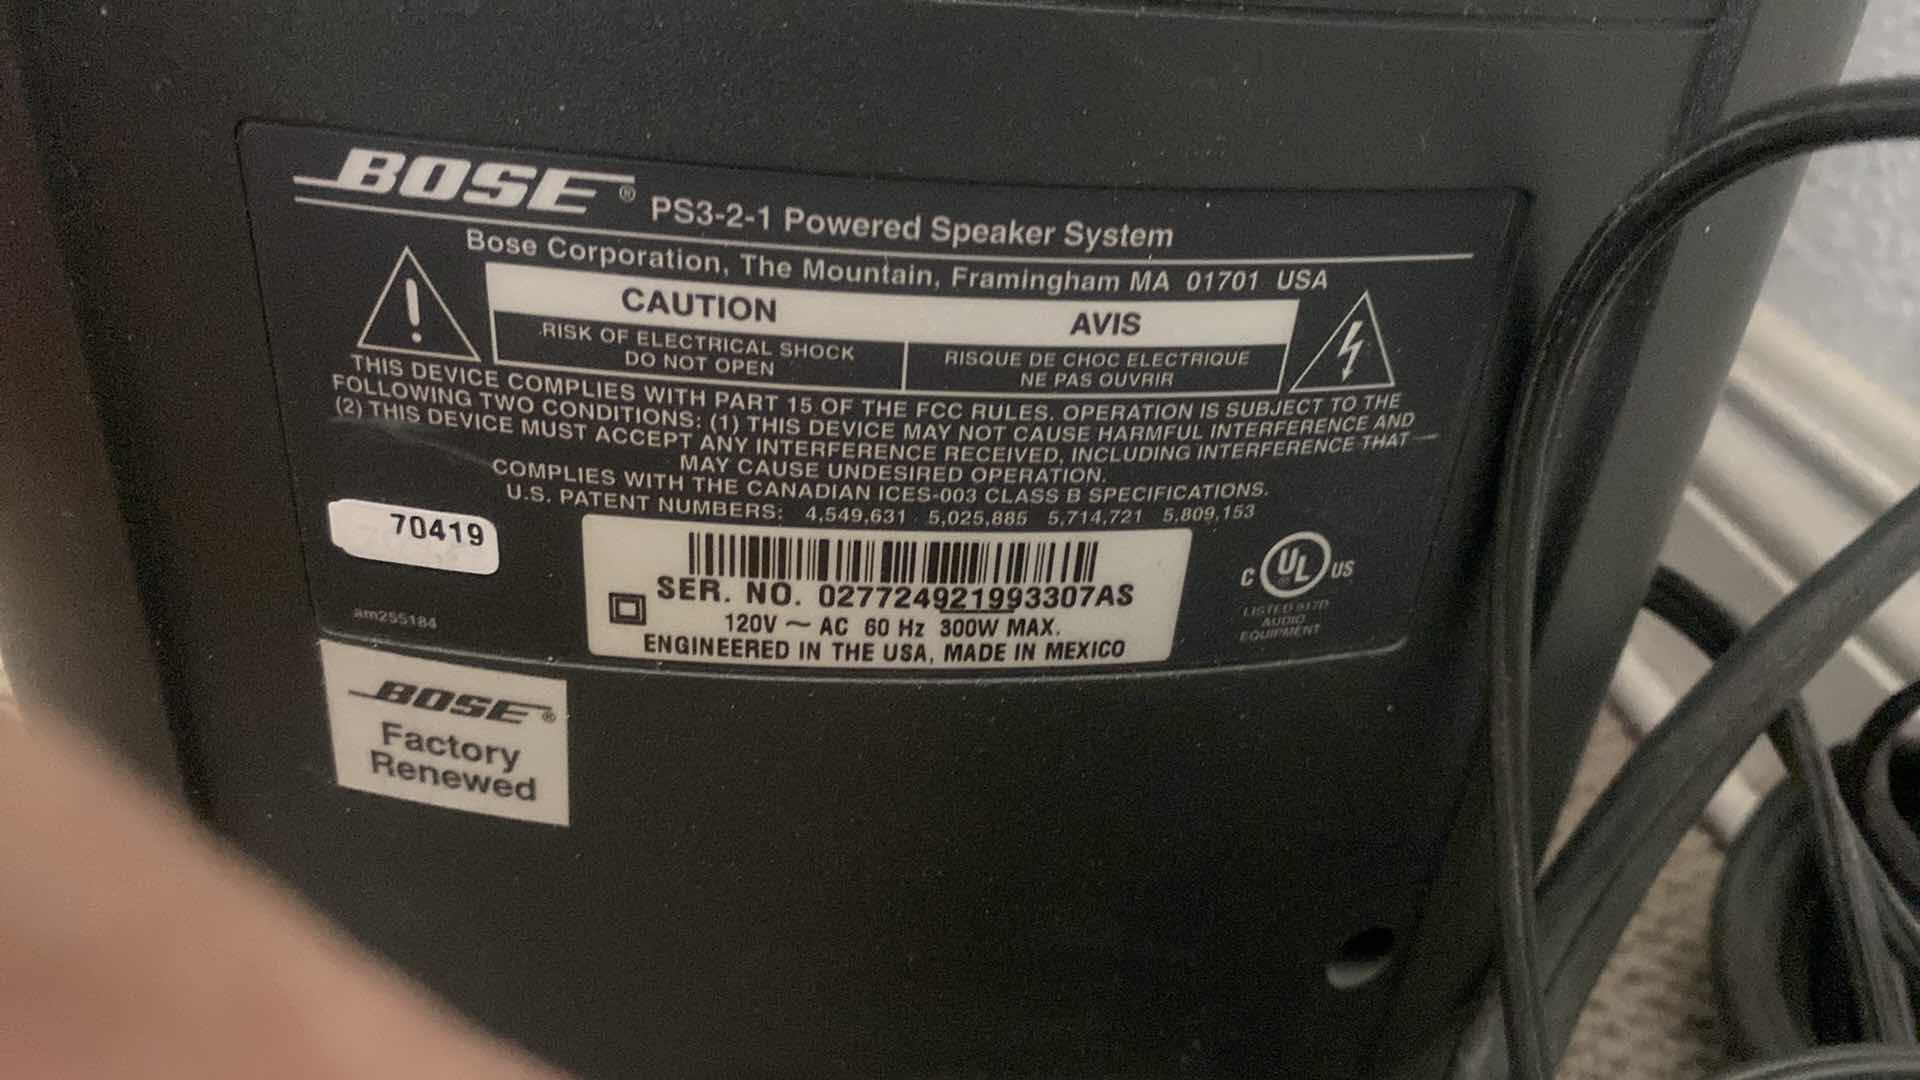 BOSE® PS3-2-1 Powered Speaker System
Bose Corporation, The Mountain, Framingham MA 01701 USA
CAUTION
RISK OF ELECTRICAL SHOCK
DO NOT OPEN
AVIS
RISQUE DE CHOC ELECTRIQUE
NE PAS OUVRIR
THIS DEVICE COMPLIES WITH PART 15 OF THE FCC RULES. OPERATION IS SUBJECT TO THE
FOLLOWING TWO CONDITIONS: (1) THIS DEVICE MAY NOT CAUSE HARMFUL INTERFERENCE AND
(2) THIS DEVICE MUST ACCEPT ANY INTERFERENCE RECEIVED, INCLUDING INTERFERENCE THAT
MAY CAUSE UNDESIRED OPERATION.
COMPLIES WITH THE CANADIAN ICES-003 CLASS B SPECIFICATIONS.
U.S. PATENT NUMBERS: 4,549,631 5,025,885 5,714,721 5,809,153
70419
SER. NO. 027724921993307AS
120V ~ AC 60 Hz 300W MAX.
ENGINEERED IN THE USA, MADE IN MEXICO
C UL US
LISTED 917D
AUDIO
EQUIPMENT
am255184
BOSE®
Factory
Renewed